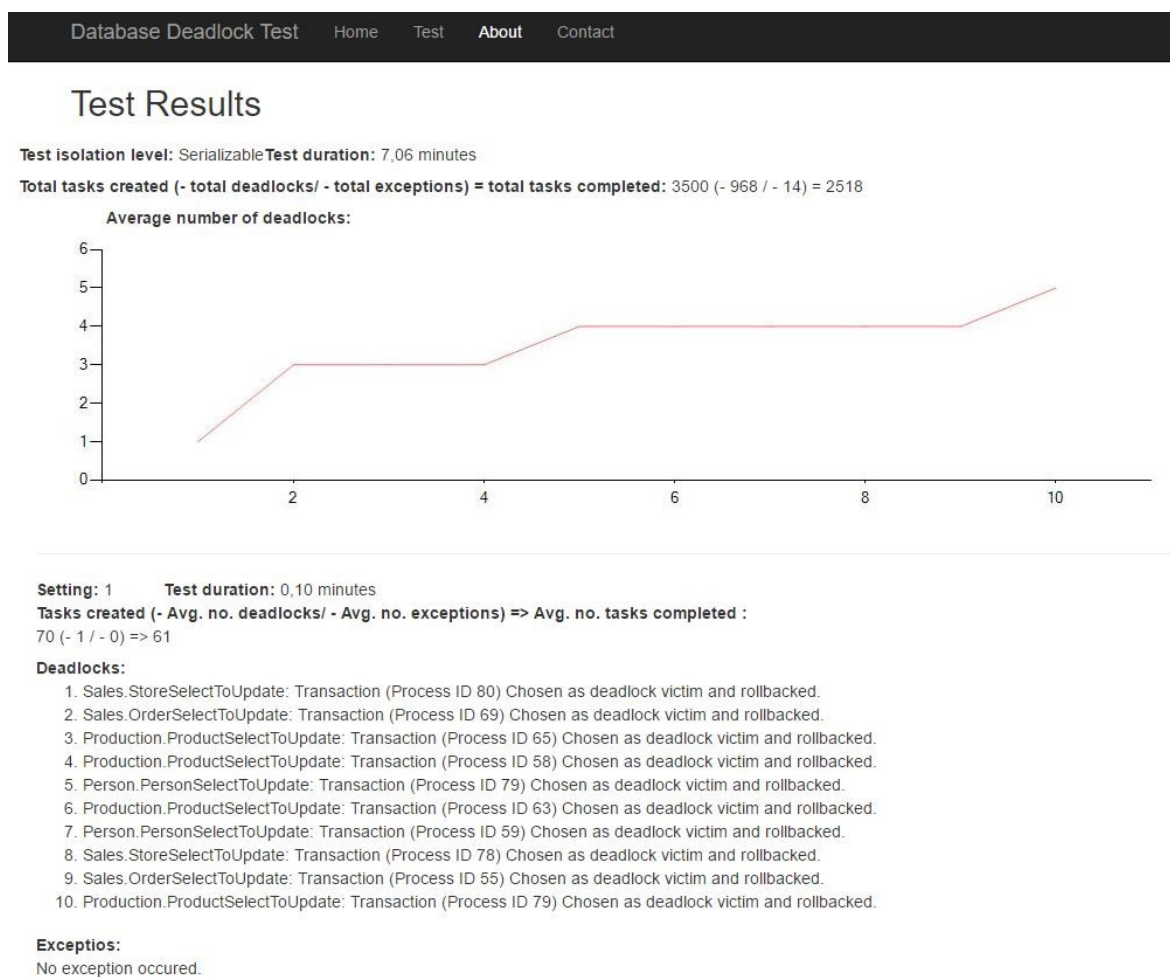 Database Deadlock Test Home Test About Contact
Test Results
Test isolation level: SerializableTest duration: 7,06 minutes
Total tasks created (- total deadlocks/ - total exceptions) = total tasks completed: 3500 (- 968 / - 14) = 2518
Average number of deadlocks:
6
5
4
3
2
1
0
2 4 6 8 10
Setting: 1 Test duration: 0,10 minutes
Tasks created (- Avg. no. deadlocks/ - Avg. no. exceptions) => Avg. no. tasks completed :
70 (- 1 / - 0) => 61
Deadlocks:
1. Sales.StoreSelectToUpdate: Transaction (Process ID 80) Chosen as deadlock victim and rollbacked.
2. Sales.OrderSelectToUpdate: Transaction (Process ID 69) Chosen as deadlock victim and rollbacked.
3. Production.ProductSelectToUpdate: Transaction (Process ID 65) Chosen as deadlock victim and rollbacked.
4. Production.ProductSelectToUpdate: Transaction (Process ID 58) Chosen as deadlock victim and rollbacked.
5. Person.PersonSelectToUpdate: Transaction (Process ID 79) Chosen as deadlock victim and rollbacked.
6. Production.ProductSelectToUpdate: Transaction (Process ID 63) Chosen as deadlock victim and rollbacked.
7. Person.PersonSelectToUpdate: Transaction (Process ID 59) Chosen as deadlock victim and rollbacked.
8. Sales.StoreSelectToUpdate: Transaction (Process ID 78) Chosen as deadlock victim and rollbacked.
9. Sales.OrderSelectToUpdate: Transaction (Process ID 55) Chosen as deadlock victim and rollbacked.
10. Production.ProductSelectToUpdate: Transaction (Process ID 79) Chosen as deadlock victim and rollbacked.
Exceptios:
No exception occured.